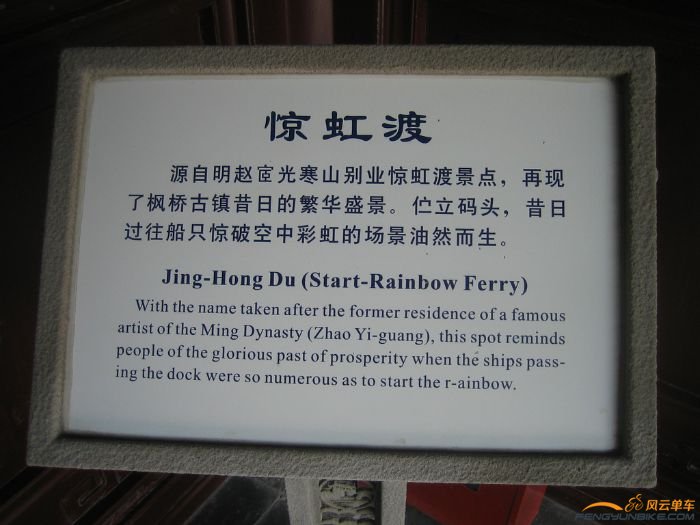 惊虹渡
源自明赵宧光寒山别业惊虹渡景点，再现
了枫桥古镇昔日的繁华盛景。伫立码头，昔日
过往船只惊破空中彩虹的场景油然而生。
Jing-Hong Du (Start-Rainbow Ferry)
With the name taken after the former residence of a famous
artist of the Ming Dynasty (Zhao Yi-guang), this spot reminds
people of the glorious past of prosperity when the ships pass-
ing the dock were so numerous as to start the r-ainbow.
风云单车
FENGYUNBIKE.COM